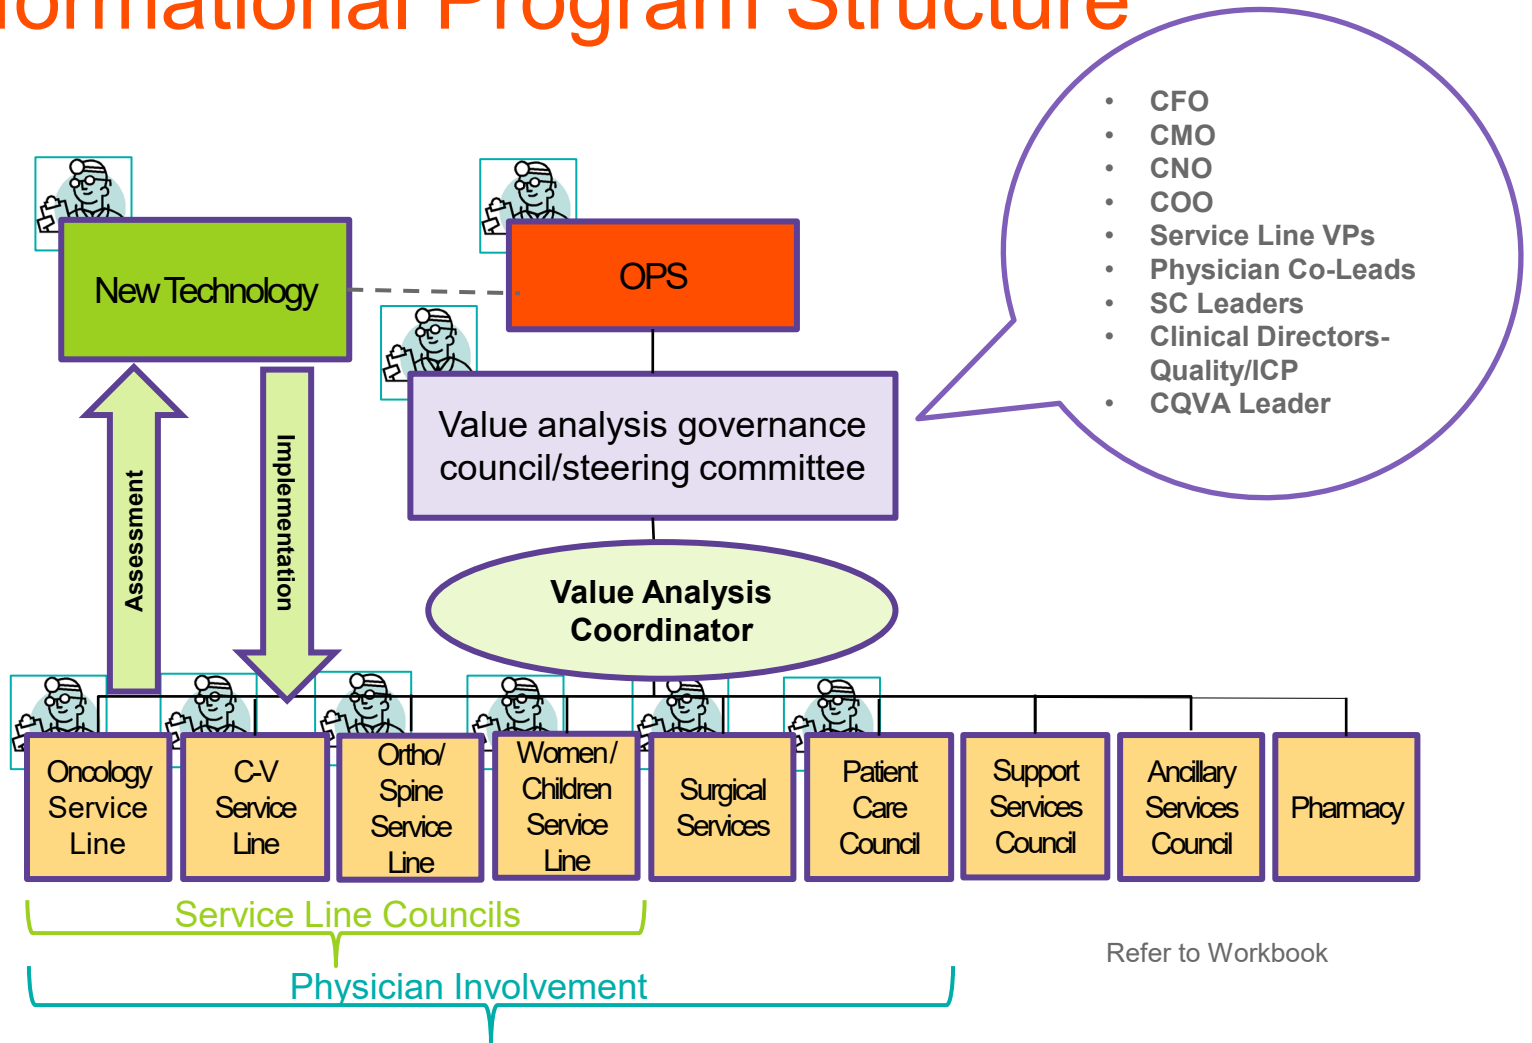 formational Program Structure
• CFO
• CMO
• CNO
• COO
• Service Line VPs
• Physician Co-Leads
• SC Leaders
• Clinical Directors-
Quality/ICP
• CQVA Leader
New Technology
OPS
Value analysis governance
council/steering committee
Assessment
Implementation
Value Analysis
Coordinator
Oncology
Service
Line
C-V
Service
Line
Ortho/
Spine
Service
Line
Women/
Children
Service
Line
Surgical
Services
Patient
Care
Council
Support
Services
Council
Ancillary
Services
Council
Pharmacy
Service Line Councils
Physician Involvement
Refer to Workbook